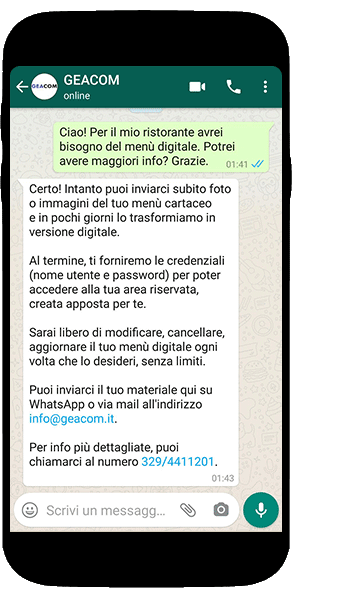 GEACOM
GEACOM
online
Ciao! Per il mio ristorante avrei
bisogno del menù digitale. Potrei
avere maggiori info? Grazie.
01:41
Certo! Intanto puoi inviarci subito foto
o immagini del tuo menù cartaceo
e in pochi giorni lo trasformiamo in
versione digitale.
Al termine, ti forniremo le credenziali
(nome utente e password) per poter
accedere alla tua area riservata,
creata apposta per te.
Sarai libero di modificare, cancellare,
aggiornare il tuo menù digitale ogni
volta che lo desideri, senza limiti.
Puoi inviarci il tuo materiale qui su
WhatsApp o via mail all'indirizzo
info@geacom.it.
Per info più dettagliate, puoi
chiamarci al numero 329/4411201.
01:43
Scrivi un messagg...